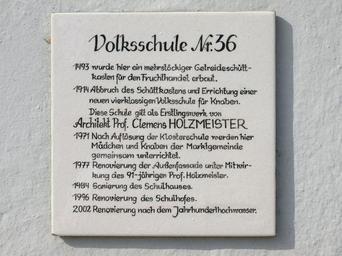 Volksschule Nr. 36
1493 wurde hier ein mehrstöckiger Getreideschütt-
kasten für den Fruchthandel erbaut.
1914 Abbruch des Schüttkastens und Errichtung einer
neuen vierklassigen Volksschule für Knaben.
Diese Schule gilt als Erstlingswerk von
Architekt Prof. Clemens HOLZMEISTER
1971 Nach Auflösung der Klosterschule werden hier
Mädchen und Knaben der Marktgemeinde
gemeinsam unterrichtet.
1977 Renovierung der Außenfassade unter Mitwir-
kung des 91-jährigen Prof. Holzmeister.
1984 Sanierung des Schulhauses.
1996 Renovierung des Schulhofes.
2002 Renovierung nach dem Jahrhunderthochwasser.